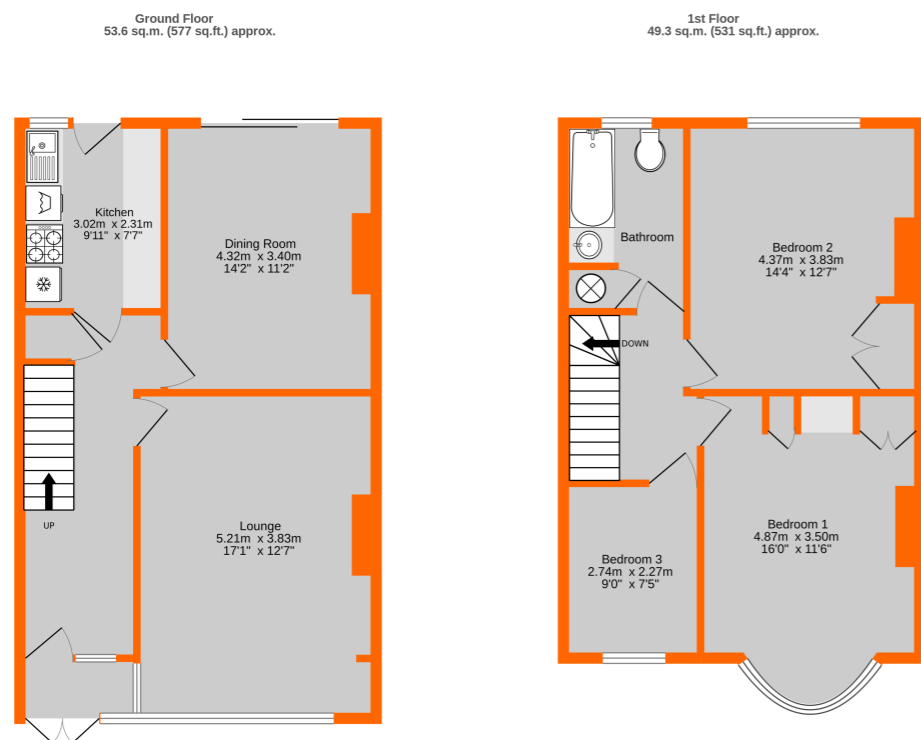 Ground Floor
53.6 sq.m. (577 sq.ft.) approx.
1st Floor
49.3 sq.m. (531 sq.ft.) approx.
Kitchen
3.02m x 2.31m
9'11" x 7'7"
Dining Room
4.32m x 3.40m
14'2" x 11'2"
UP
Lounge
5.21m x 3.83m
17'1" x 12'7"
Bathroom
Bedroom 2
4.37m x 3.83m
14'4" x 12'7"
DOWN
Bedroom 1
4.87m x 3.50m
16'0" x 11'6"
Bedroom 3
2.74m x 2.27m
9'0" x 7'5"